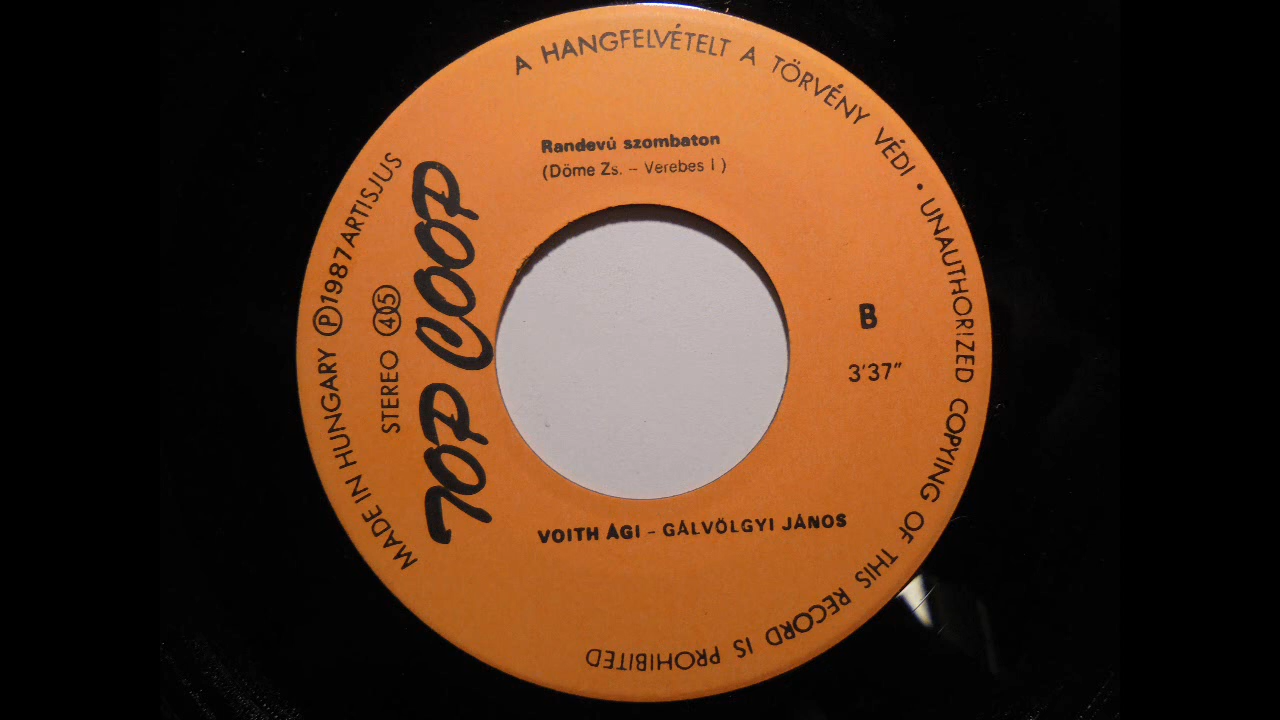 A HANGFELVÉTELT A TÖRVÉNY VÉDI • UNAUTHORIZED COPYING OF THIS RECORD IS PROHIBITED
Randevú szombaton
(Döme Zs. – Verebes I)
MADE IN HUNGARY Ⓟ1987 ARTISJUS
STEREO 45
TOP COOP
B
3'37"
VOITH ÁGI – GÁLVÖLGYI JÁNOS